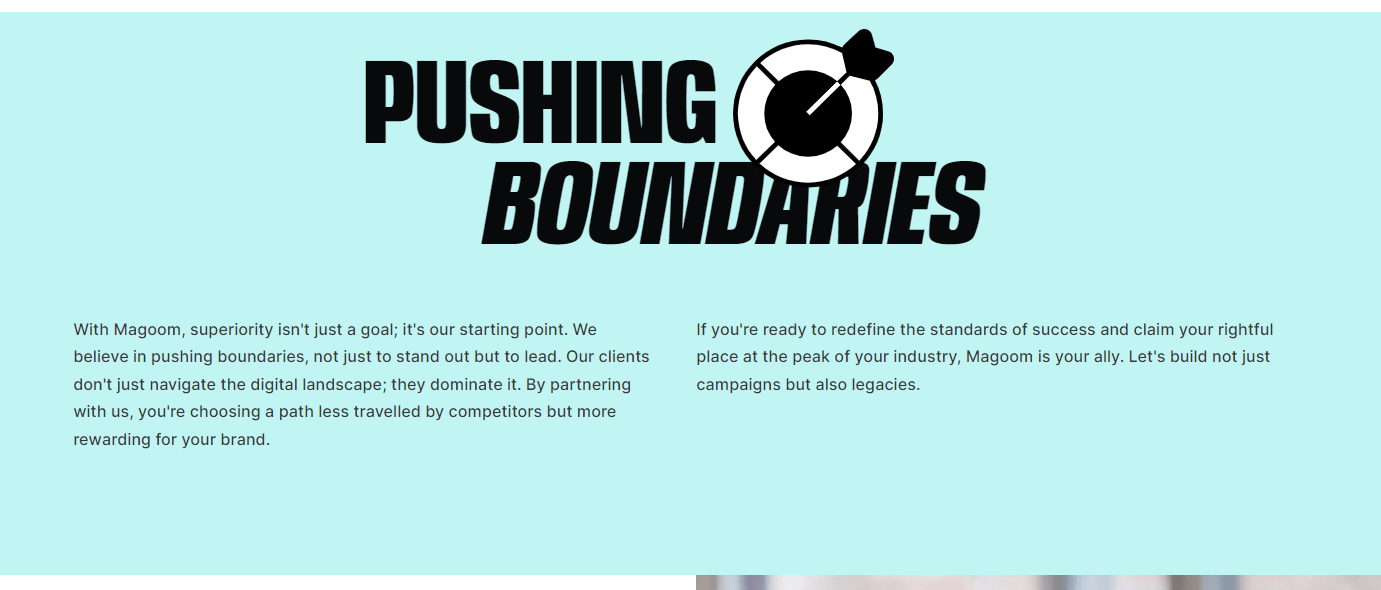 PUSHING
BOUNDARIES
With Magoom, superiority isn't just a goal; it's our starting point. We
believe in pushing boundaries, not just to stand out but to lead. Our clients
don't just navigate the digital landscape; they dominate it. By partnering
with us, you're choosing a path less travelled by competitors but more
rewarding for your brand.
If you're ready to redefine the standards of success and claim your rightful
place at the peak of your industry, Magoom is your ally. Let's build not just
campaigns but also legacies.